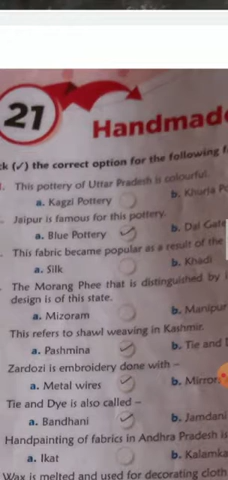 21
Handmad
ck (✓) the correct option for the following f
1. This pottery of Uttar Pradesh is colourful.
a. Kagzi Pottery b. Khurja Po
Jaipur is famous for this pottery.
a. Blue Pottery b. Dal Gate
This fabric became popular as a result of the
a. Silk b. Khadi
The Morang Phee that is distinguished by i
design is of this state.
a. Mizoram b. Manipur
This refers to shawl weaving in Kashmir.
a. Pashmina b. Tie and
Zardozi is embroidery done with –
a. Metal wires b. Mirror
Tie and Dye is also called –
a. Bandhani b. Jamdani
Handpainting of fabrics in Andhra Pradesh is
a. Ikat b. Kalamka
Wax is melted and used for decorating cloth